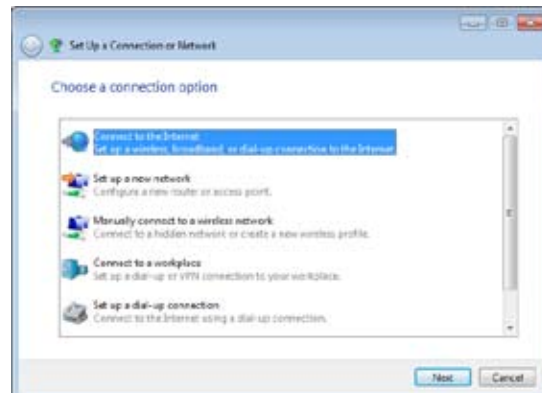 Set Up a Connection or Network
Choose a connection option
Connect to the Internet
Set up a wireless, broadband, or dial-up connection to the Internet.
Set up a new network
Configure a new router or access point.
Manually connect to a wireless network
Connect to a hidden network or create a new wireless profile.
Connect to a workplace
Set up a dial-up or VPN connection to your workplace.
Set up a dial-up connection
Connect to the Internet using a dial-up connection.
Next
Cancel